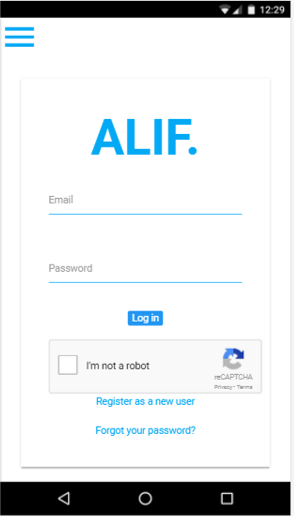 12:29
ALIF.
Email
Password
Log in
I'm not a robot
reCAPTCHA
Privacy - Terms
Register as a new user
Forgot your password?